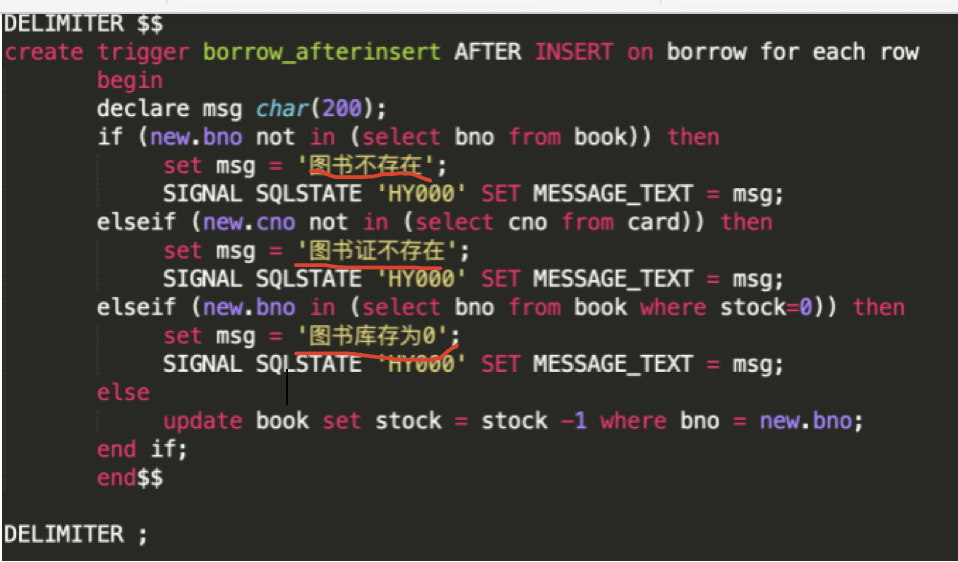 DELIMITER $$
create trigger borrow_afterinsert AFTER INSERT on borrow for each row
begin
declare msg char(200);
if (new.bno not in (select bno from book)) then
set msg = '图书不存在';
SIGNAL SQLSTATE 'HY000' SET MESSAGE_TEXT = msg;
elseif (new.cno not in (select cno from card)) then
set msg = '图书证不存在';
SIGNAL SQLSTATE 'HY000' SET MESSAGE_TEXT = msg;
elseif (new.bno in (select bno from book where stock=0)) then
set msg = '图书库存为0';
SIGNAL SQLSTATE 'HY000' SET MESSAGE_TEXT = msg;
else
update book set stock = stock -1 where bno = new.bno;
end if;
end$$
DELIMITER ;